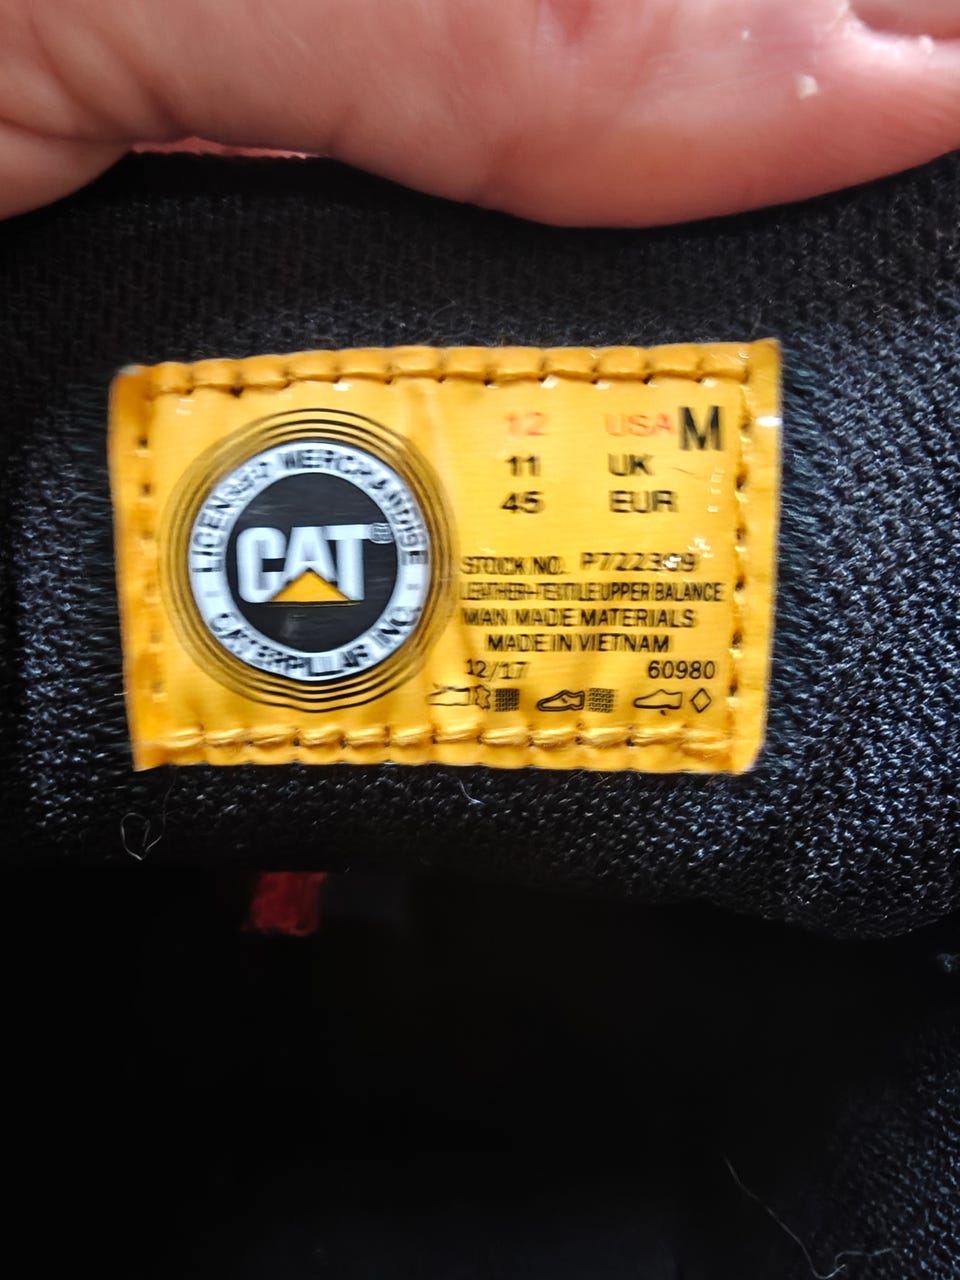 LICENSED MERCHANDISE
CAT®
CATERPILLAR INC.
12 USA M
11 UK
45 EUR
STOCK NO.
LEATHER+TEXTILE UPPER BALANCE
MAN MADE MATERIALS
MADE IN VIETNAM
12/17 60980